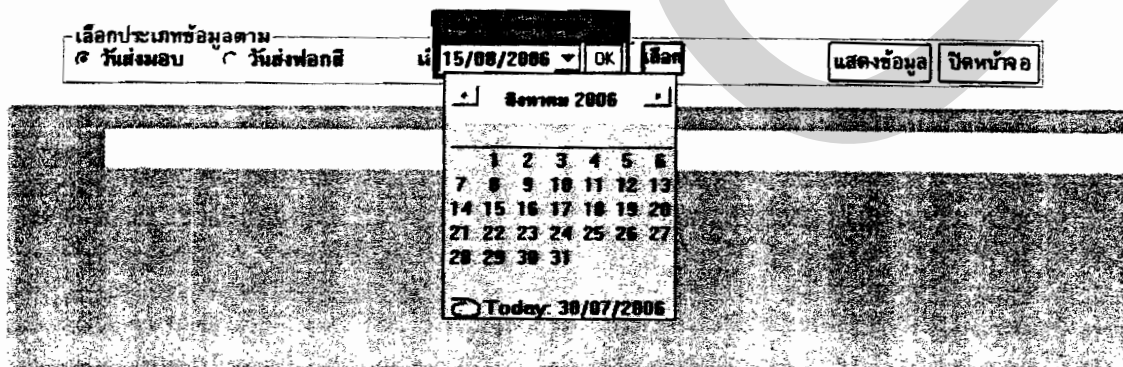 เลือกประเภทข้อมูลตาม
วันส่งมอบ วันส่งฟอกสี 15/08/2006 OK เลือก แสดงข้อมูล ปิดหน้าจอ
สิงหาคม 2006
1 2 3 4 5 6
7 8 9 10 11 12 13
14 15 16 17 18 19 20
21 22 23 24 25 26 27
28 29 30 31
Today: 30/07/2006